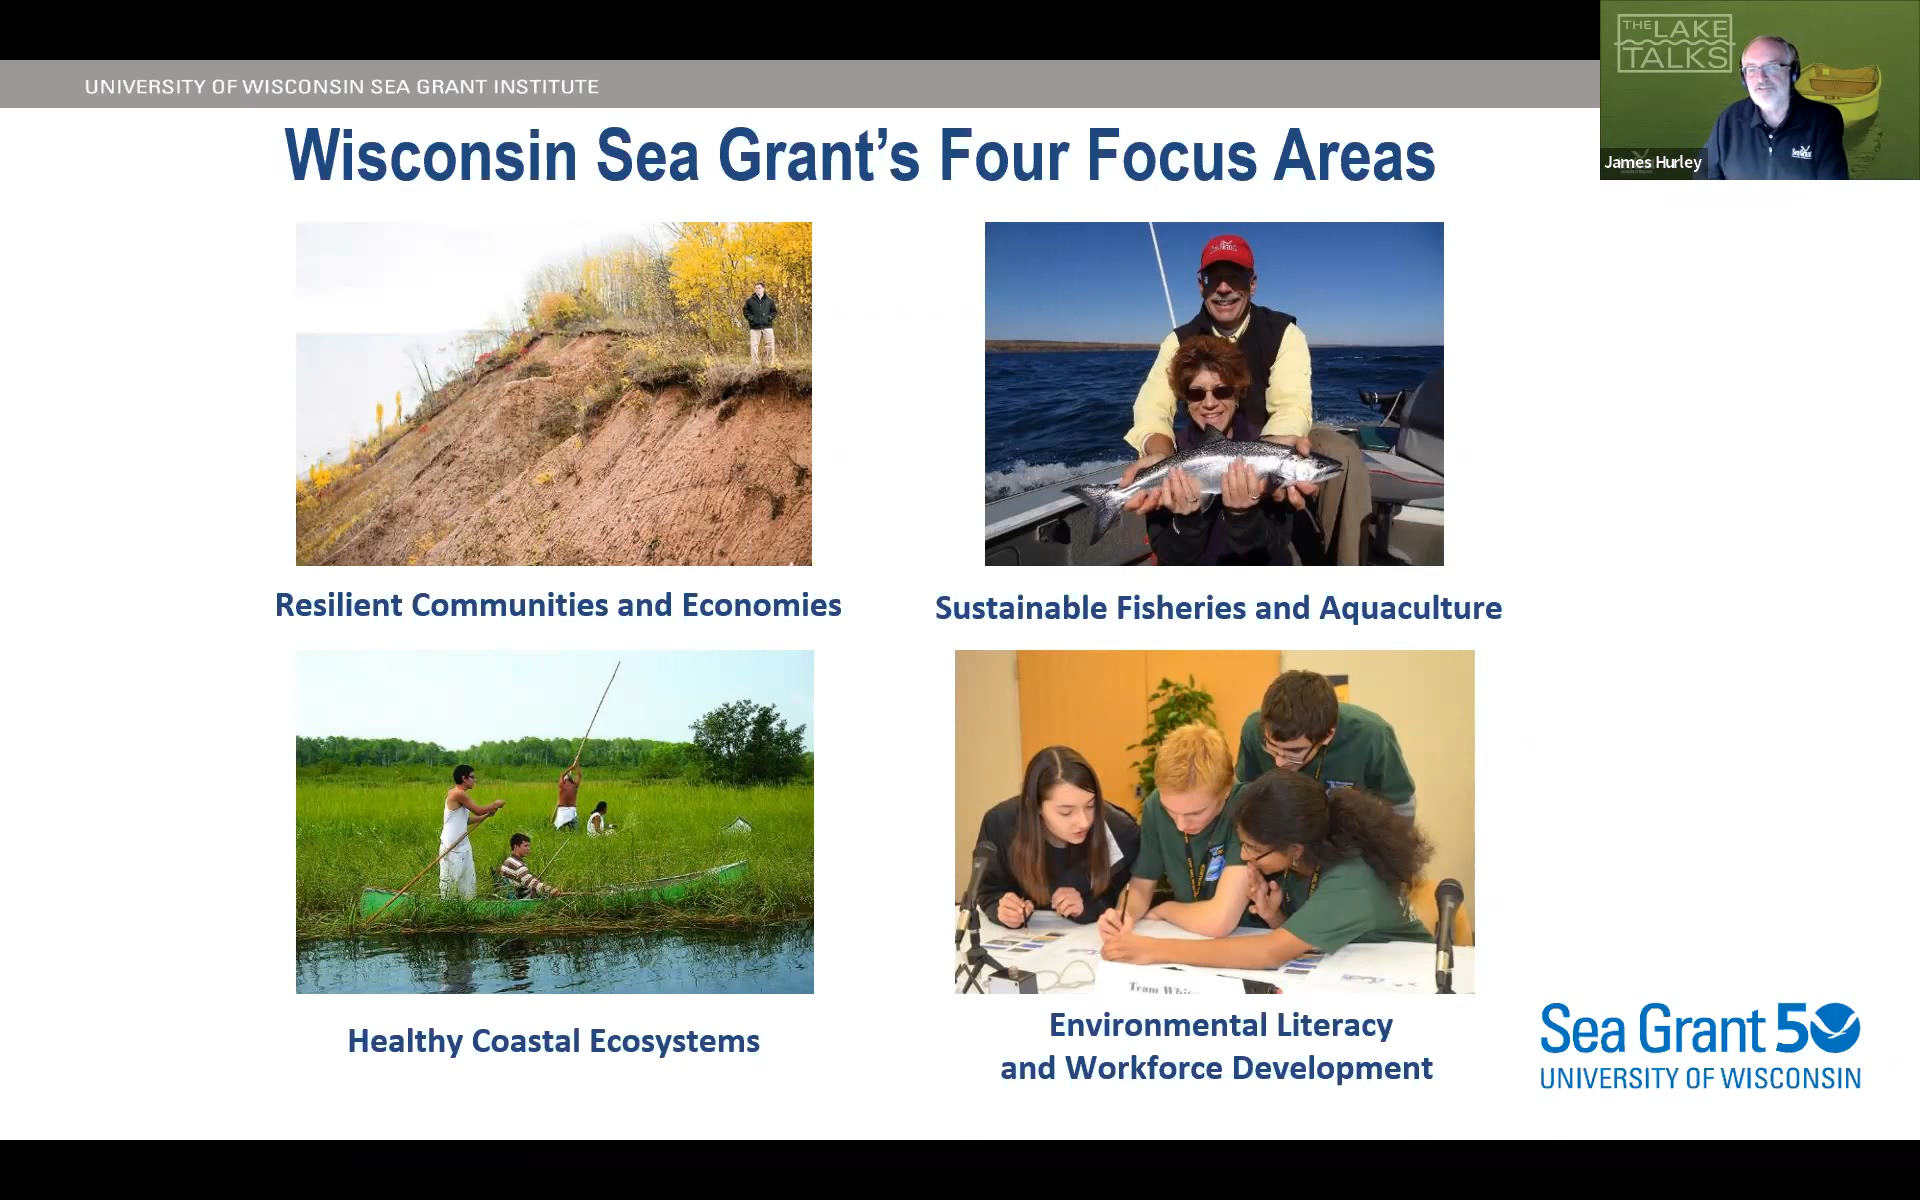 UNIVERSITY OF WISCONSIN SEA GRANT INSTITUTE
THE LAKE
TALKS
James Hurley
Wisconsin Sea Grant's Four Focus Areas
Resilient Communities and Economies
Sustainable Fisheries and Aquaculture
Healthy Coastal Ecosystems
Environmental Literacy
and Workforce Development
Sea Grant 50
UNIVERSITY OF WISCONSIN